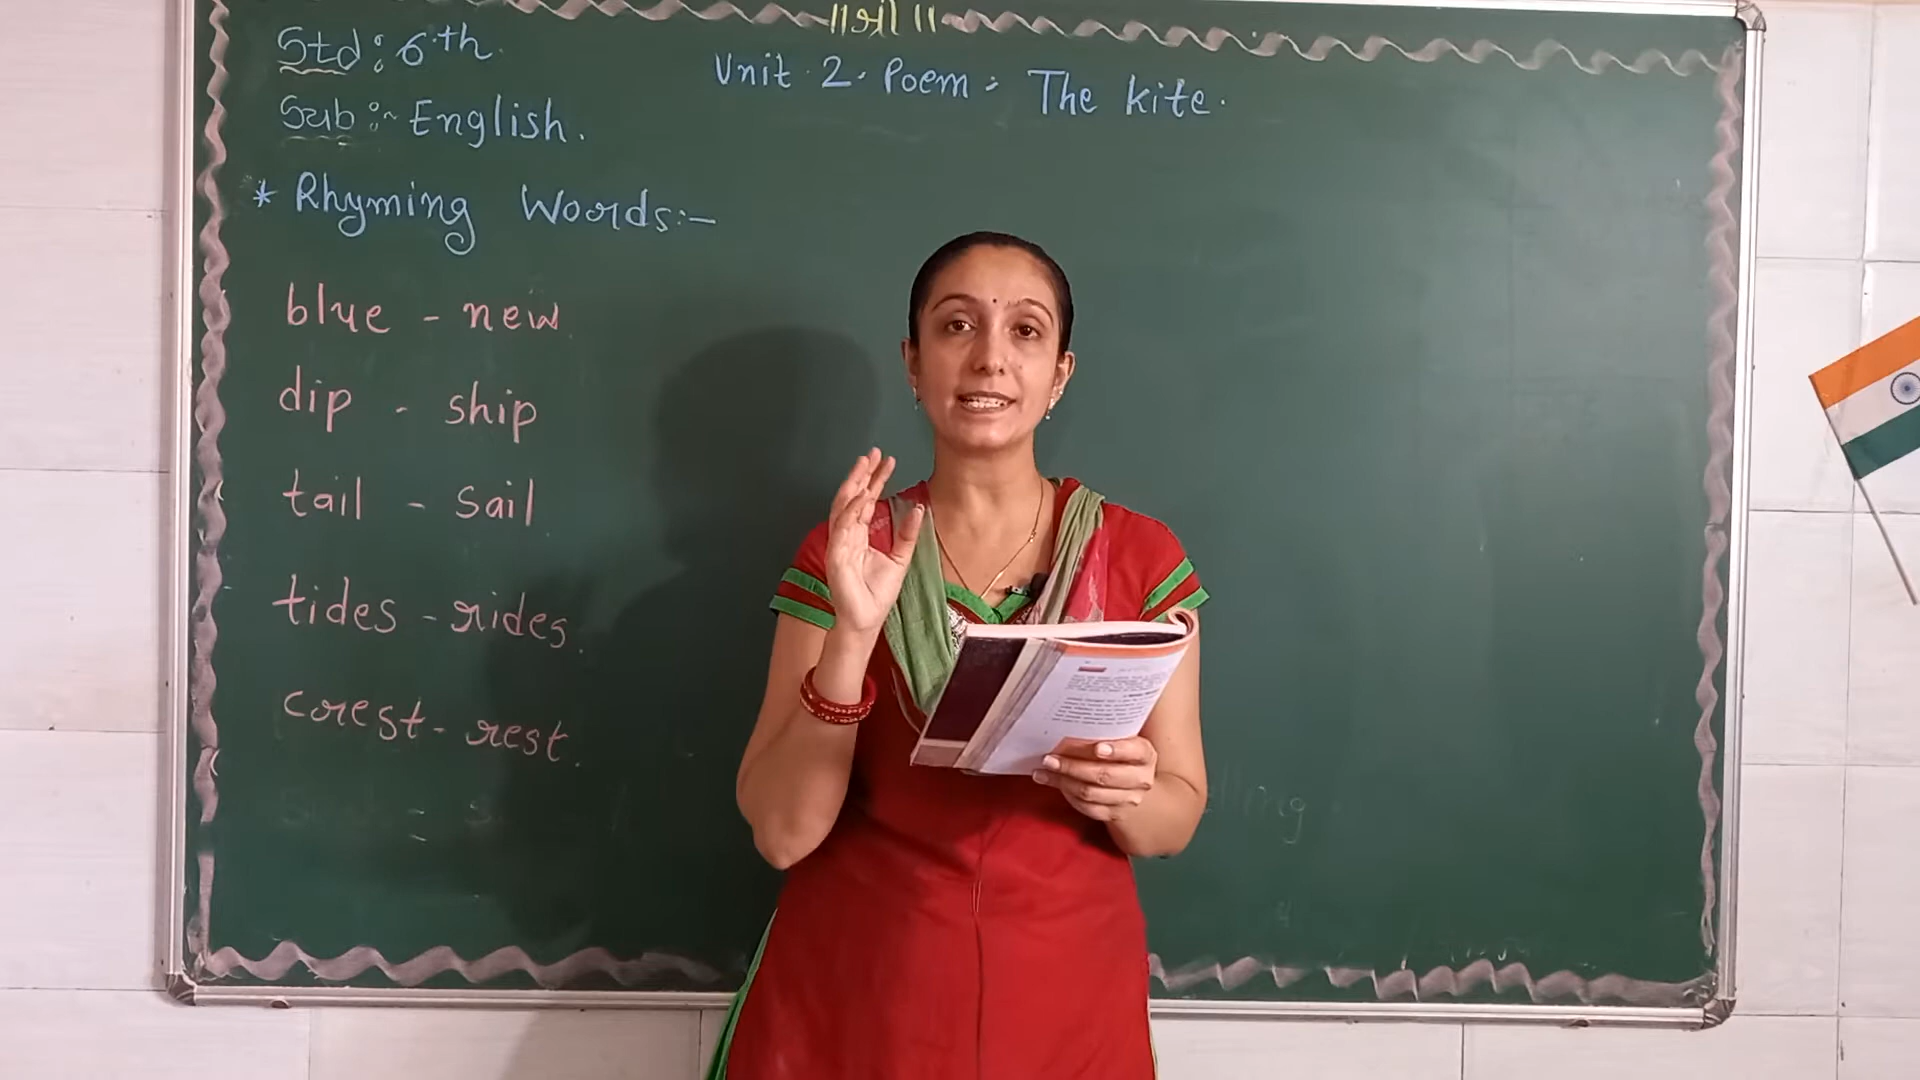 ॥श्री॥
Std : 6th.
Unit 2. Poem : The kite.
Sub :- English.
* Rhyming Words:-
blue - new
dip - ship
tail - sail
tides - rides.
crest - rest.